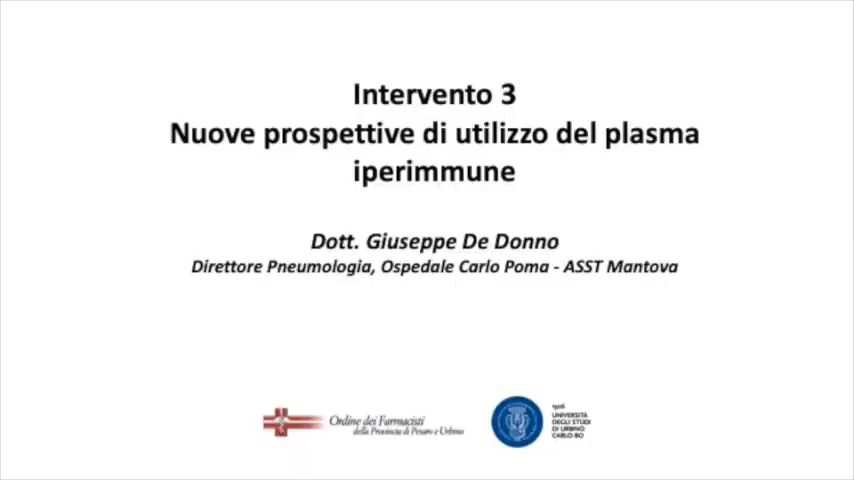 Intervento 3
Nuove prospettive di utilizzo del plasma
iperimmune
Dott. Giuseppe De Donno
Direttore Pneumologia, Ospedale Carlo Poma - ASST Mantova
Ordine dei Farmacisti
della Provincia di Pesaro e Urbino
1506
UNIVERSITÀ
DEGLI STUDI
DI URBINO
CARLO BO